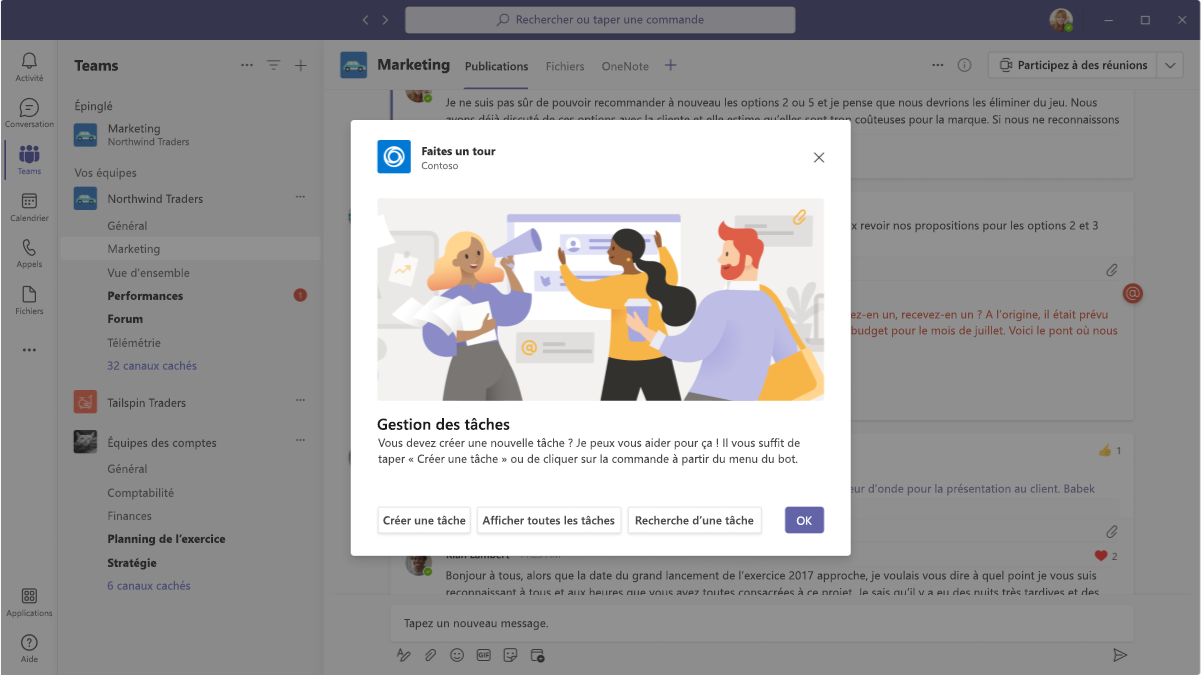 Rechercher ou taper une commande
Activité
Conversation
Teams
Calendrier
Appels
Fichiers
Applications
Aide
Teams
Épinglé
Marketing
Northwind Traders
Vos équipes
Northwind Traders
Général
Marketing
Vue d'ensemble
Performances
Forum
Télémétrie
32 canaux cachés
Tailspin Traders
Équipes des comptes
Général
Comptabilité
Finances
Planning de l'exercice
Stratégie
6 canaux cachés
Marketing
Publications
Fichiers
OneNote
Participez à des réunions
Je ne suis pas sûr de pouvoir recommander à nouveau les options 2 ou 5 et je pense que nous devrions les éliminer du jeu. Nous
avons déjà discuté de ces options avec la cliente et elle estime qu'elles sont trop coûteuses pour la marque. Si nous ne reconnaissons
Faites un tour
Contoso
Gestion des tâches
Vous devez créer une nouvelle tâche ? Je peux vous aider pour ça ! Il vous suffit de
taper « Créer une tâche » ou de cliquer sur la commande à partir du menu du bot.
Créer une tâche
Afficher toutes les tâches
Recherche d'une tâche
OK
revoir nos propositions pour les options 2 et 3
@
ez-en un, recevez-en un ? A l'origine, il était prévu
budget pour le mois de juillet. Voici le pont où nous
1
eur d'onde pour la présentation au client. Babek
2
Bonjour à tous, alors que la date du grand lancement de l'exercice 2017 approche, je voulais vous dire à quel point je vous suis
reconnaissant à tous et aux heures que vous avez toutes consacrées à ce projet. Je sais qu'il y a eu des nuits très tardives et des
Tapez un nouveau message.
GIF